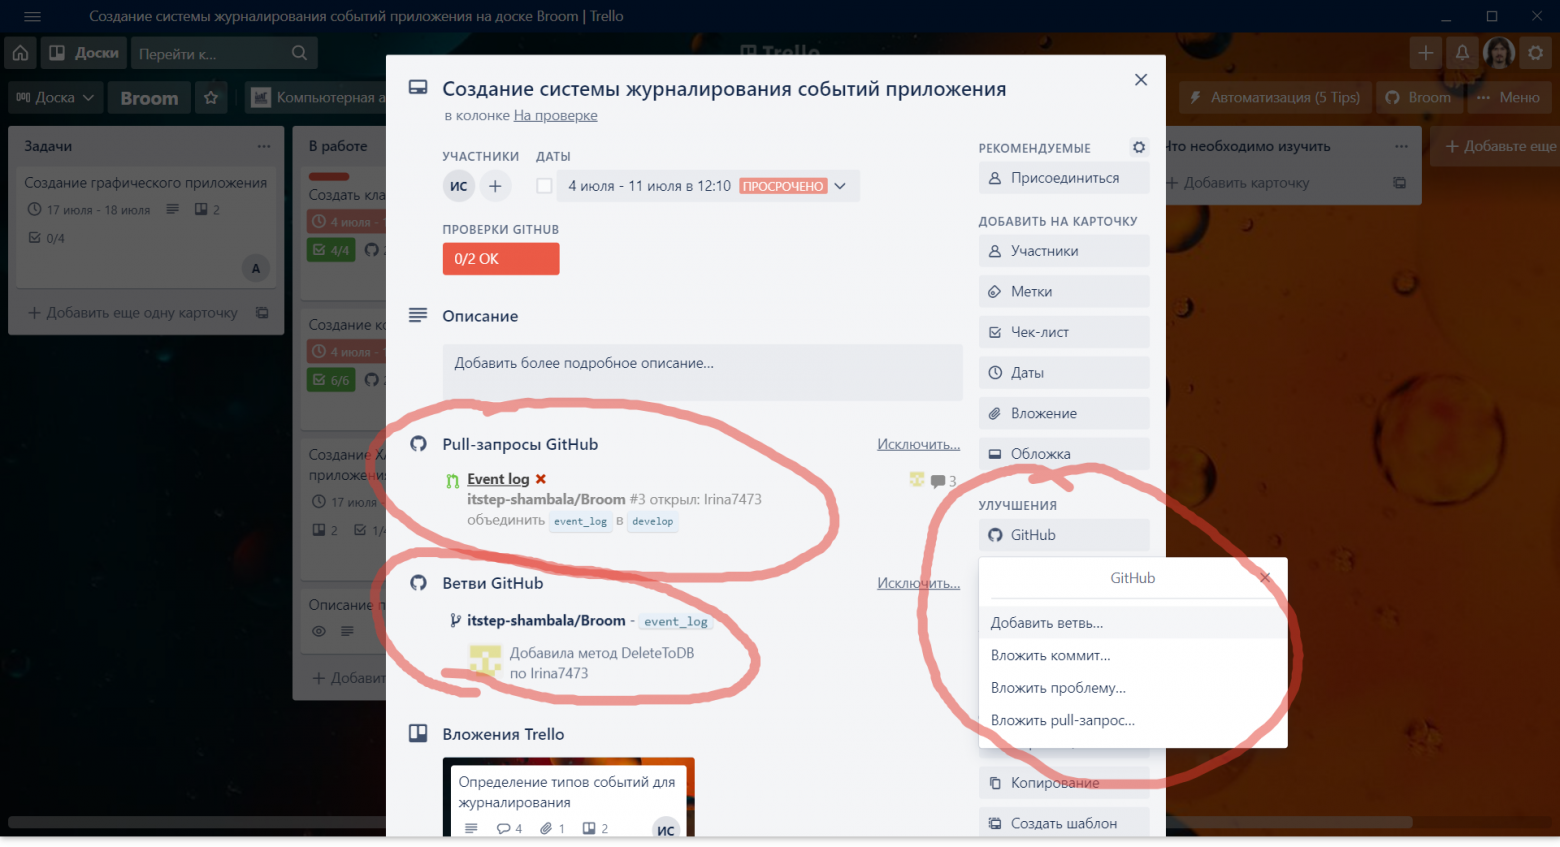 Создание системы журналирования событий приложения на доске Broom | Trello
Доски
Перейти к...
Trello
Доска
Broom
Компьютерная а
Автоматизация (5 Tips)
Broom
Меню
Задачи
Создание графического приложения
17 июля - 18 июля
2
0/4
А
Добавить еще одну карточку
В работе
Создать кла
4 июля -
4/4
Создание ко
4 июля -
6/6
Создание
приложения
17 июля
2
1/
Описание
Добавит
Что необходимо изучить
Добавить карточку
Добавьте еще
Создание системы журналирования событий приложения
в колонке На проверке
УЧАСТНИКИ
ИС
ДАТЫ
4 июля - 11 июля в 12:10 ПРОСРОЧЕНО
ПРОВЕРКИ GITHUB
0/2 OK
Описание
Добавить более подробное описание...
Pull-запросы GitHub
Исключить...
Event log
3
itstep-shambala/Broom #3 открыл: Irina7473
объединить event_log в develop
Ветви GitHub
Исключить...
itstep-shambala/Broom - event_log
Добавила метод DeleteToDB
по Irina7473
Вложения Trello
Определение типов событий для
журналирования
4
1
2
ИС
РЕКОМЕНДУЕМЫЕ
Присоединиться
ДОБАВИТЬ НА КАРТОЧКУ
Участники
Метки
Чек-лист
Даты
Вложение
Обложка
УЛУЧШЕНИЯ
GitHub
GitHub
Добавить ветвь...
Вложить коммит...
Вложить проблему...
Вложить pull-запрос...
Копирование
Создать шаблон